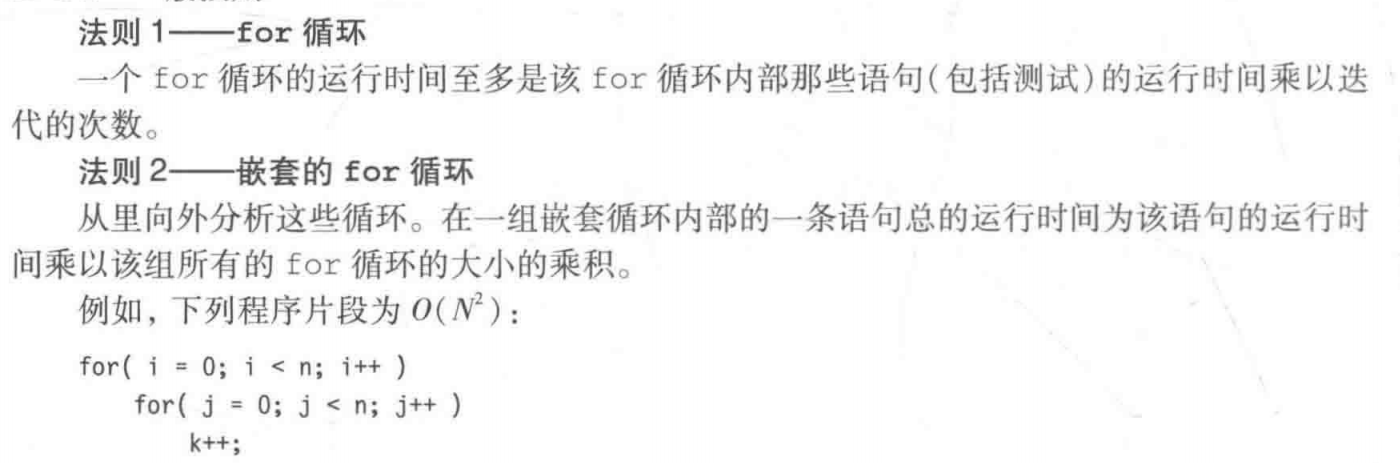 法则 1——for 循环
一个 for 循环的运行时间至多是该 for 循环内部那些语句(包括测试)的运行时间乘以迭
代的次数。
法则 2——嵌套的 for 循环
从里向外分析这些循环。在一组嵌套循环内部的一条语句总的运行时间为该语句的运行时
间乘以该组所有的 for 循环的大小的乘积。
例如, 下列程序片段为 O(N²):
for( i = 0; i < n; i++ )
for( j = 0; j < n; j++ )
k++;